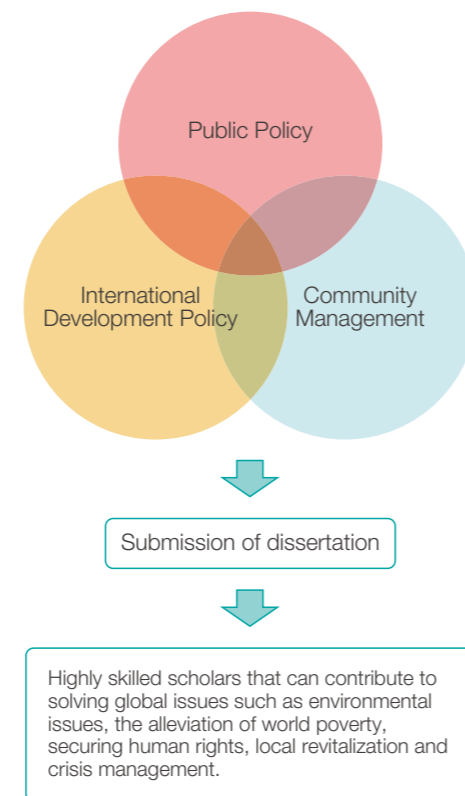 Public Policy
International
Development Policy
Community
Management
Submission of dissertation
Highly skilled scholars that can contribute to
solving global issues such as environmental
issues, the alleviation of world poverty,
securing human rights, local revitalization and
crisis management.